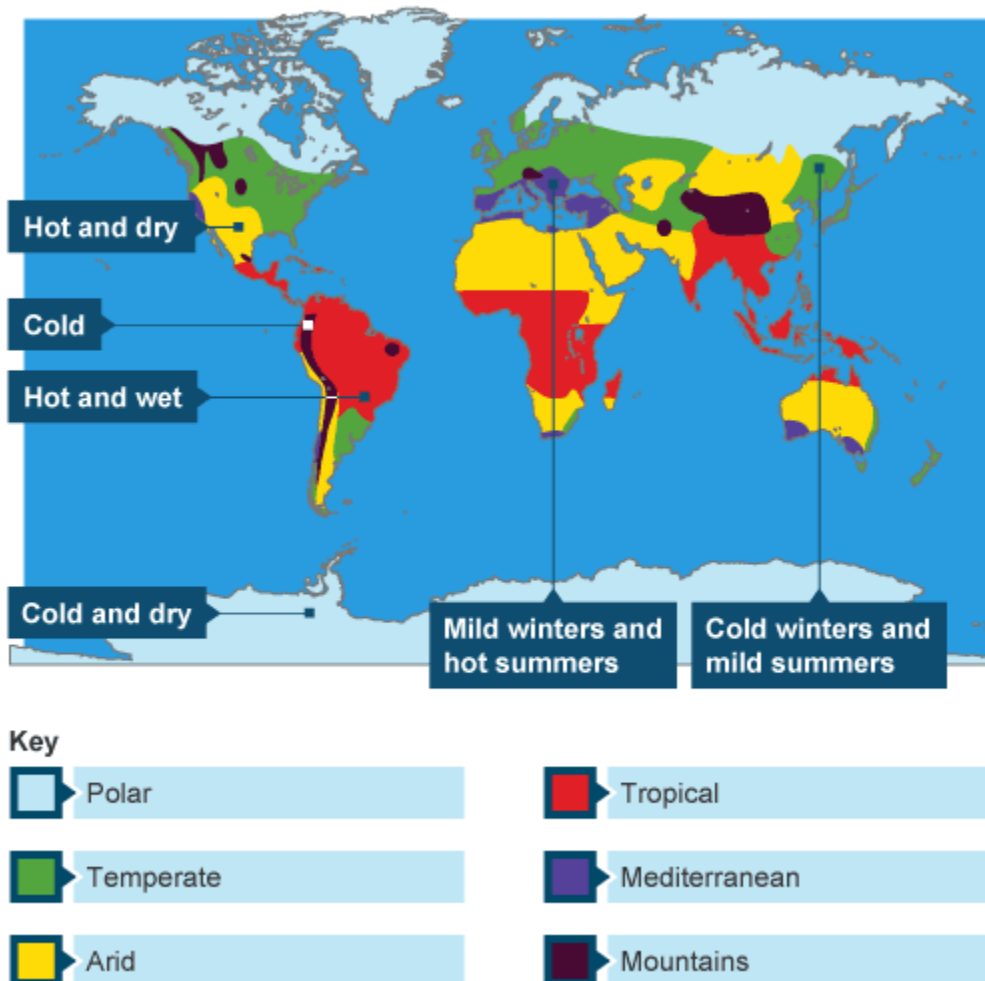 Hot and dry
Cold
Hot and wet
Cold and dry
Mild winters and
hot summers
Cold winters and
mild summers
Key
Polar
Tropical
Temperate
Mediterranean
Arid
Mountains